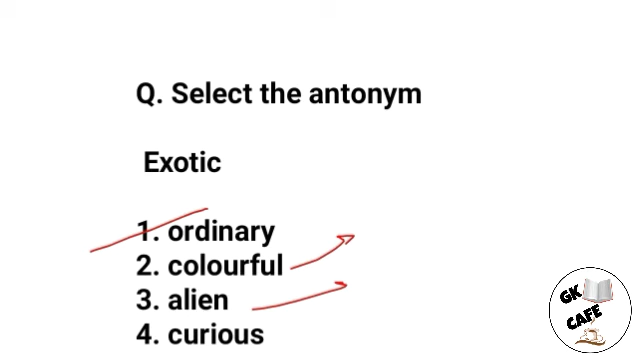 Q. Select the antonym
Exotic
1. ordinary
2. colourful
3. alien
4. curious
GK
CAFE